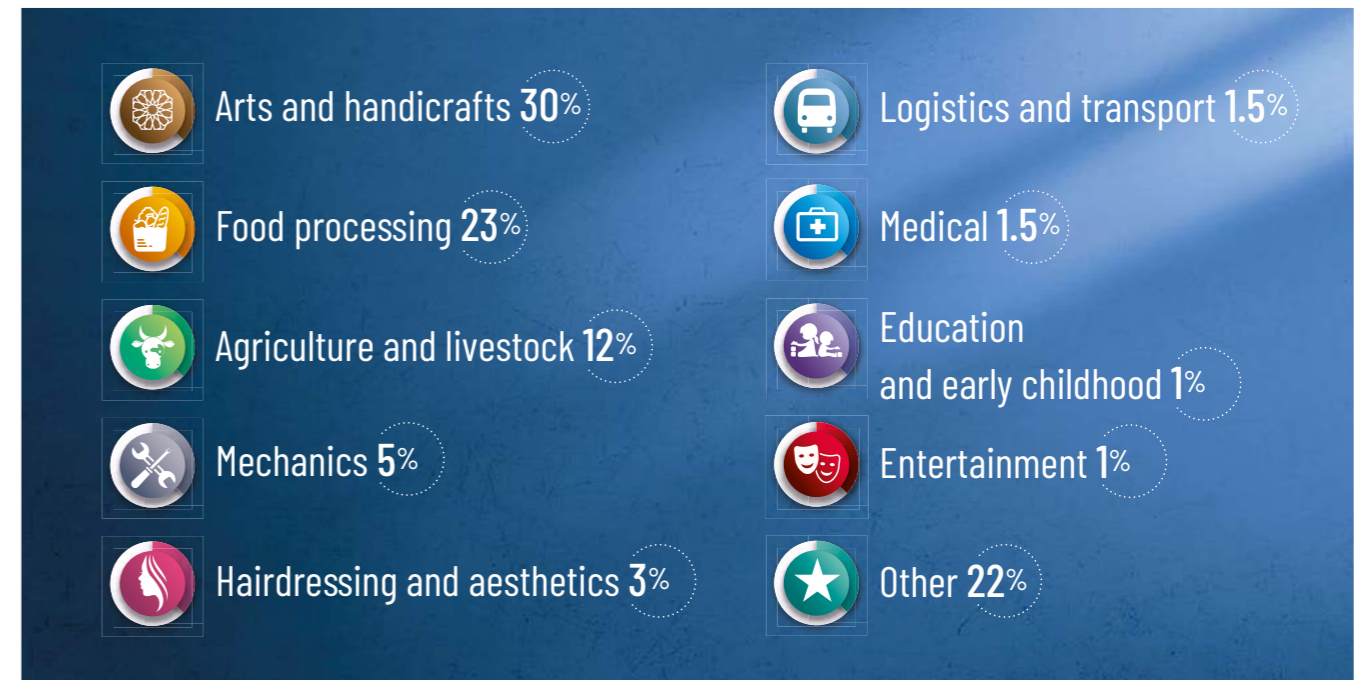 Arts and handicrafts 30%
Food processing 23%
Agriculture and livestock 12%
Mechanics 5%
Hairdressing and aesthetics 3%
Logistics and transport 1.5%
Medical 1.5%
Education
and early childhood 1%
Entertainment 1%
Other 22%